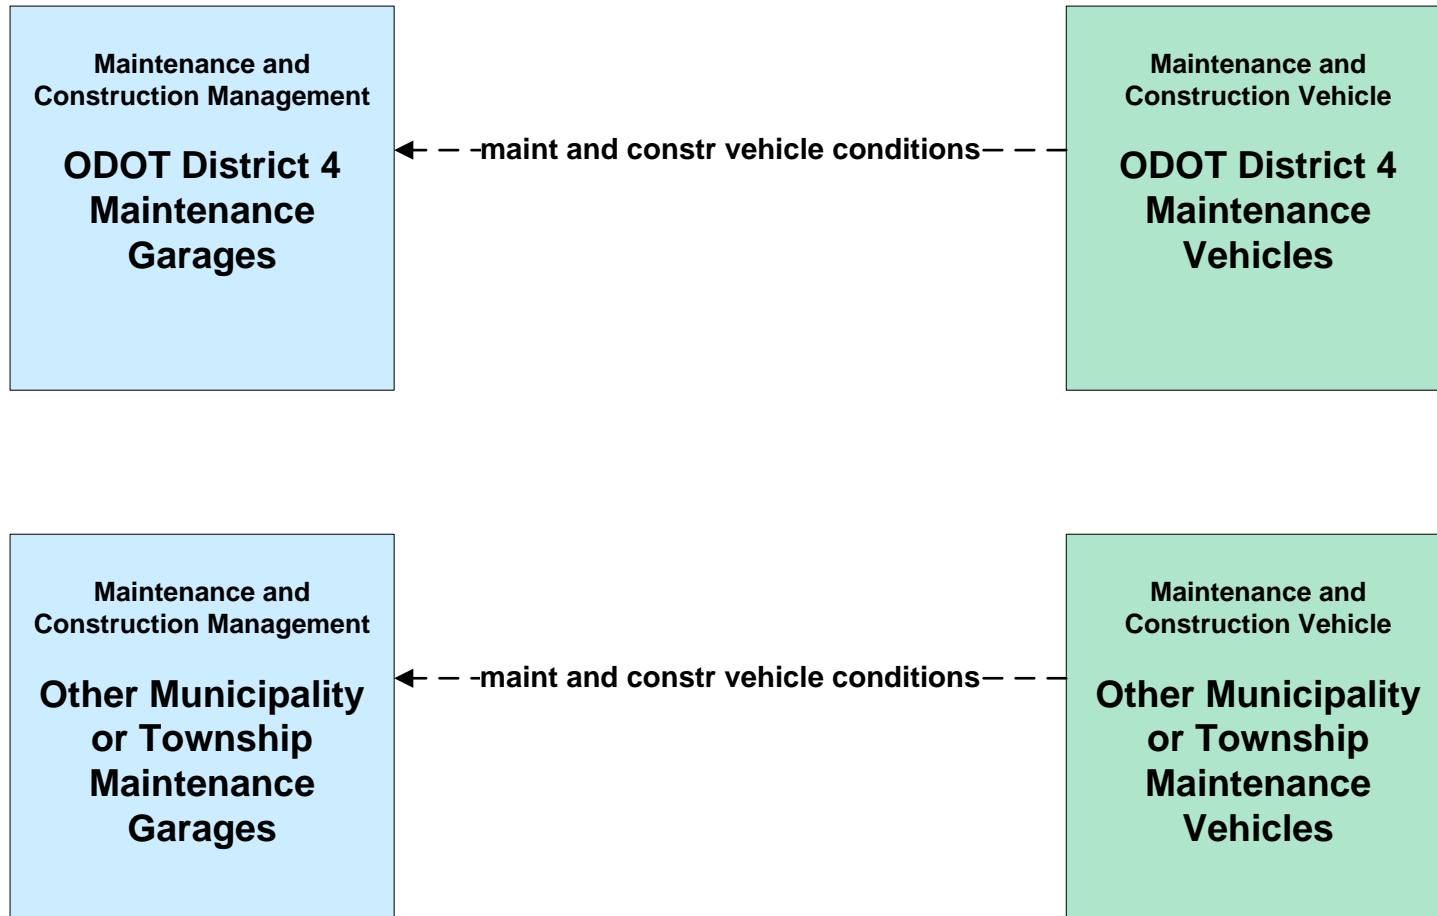 Maintenance and
Construction Management
ODOT District 4
Maintenance
Garages
maint and constr vehicle conditions
Maintenance and
Construction Vehicle
ODOT District 4
Maintenance
Vehicles
Maintenance and
Construction Management
Other Municipality
or Township
Maintenance
Garages
maint and constr vehicle conditions
Maintenance and
Construction Vehicle
Other Municipality
or Township
Maintenance
Vehicles